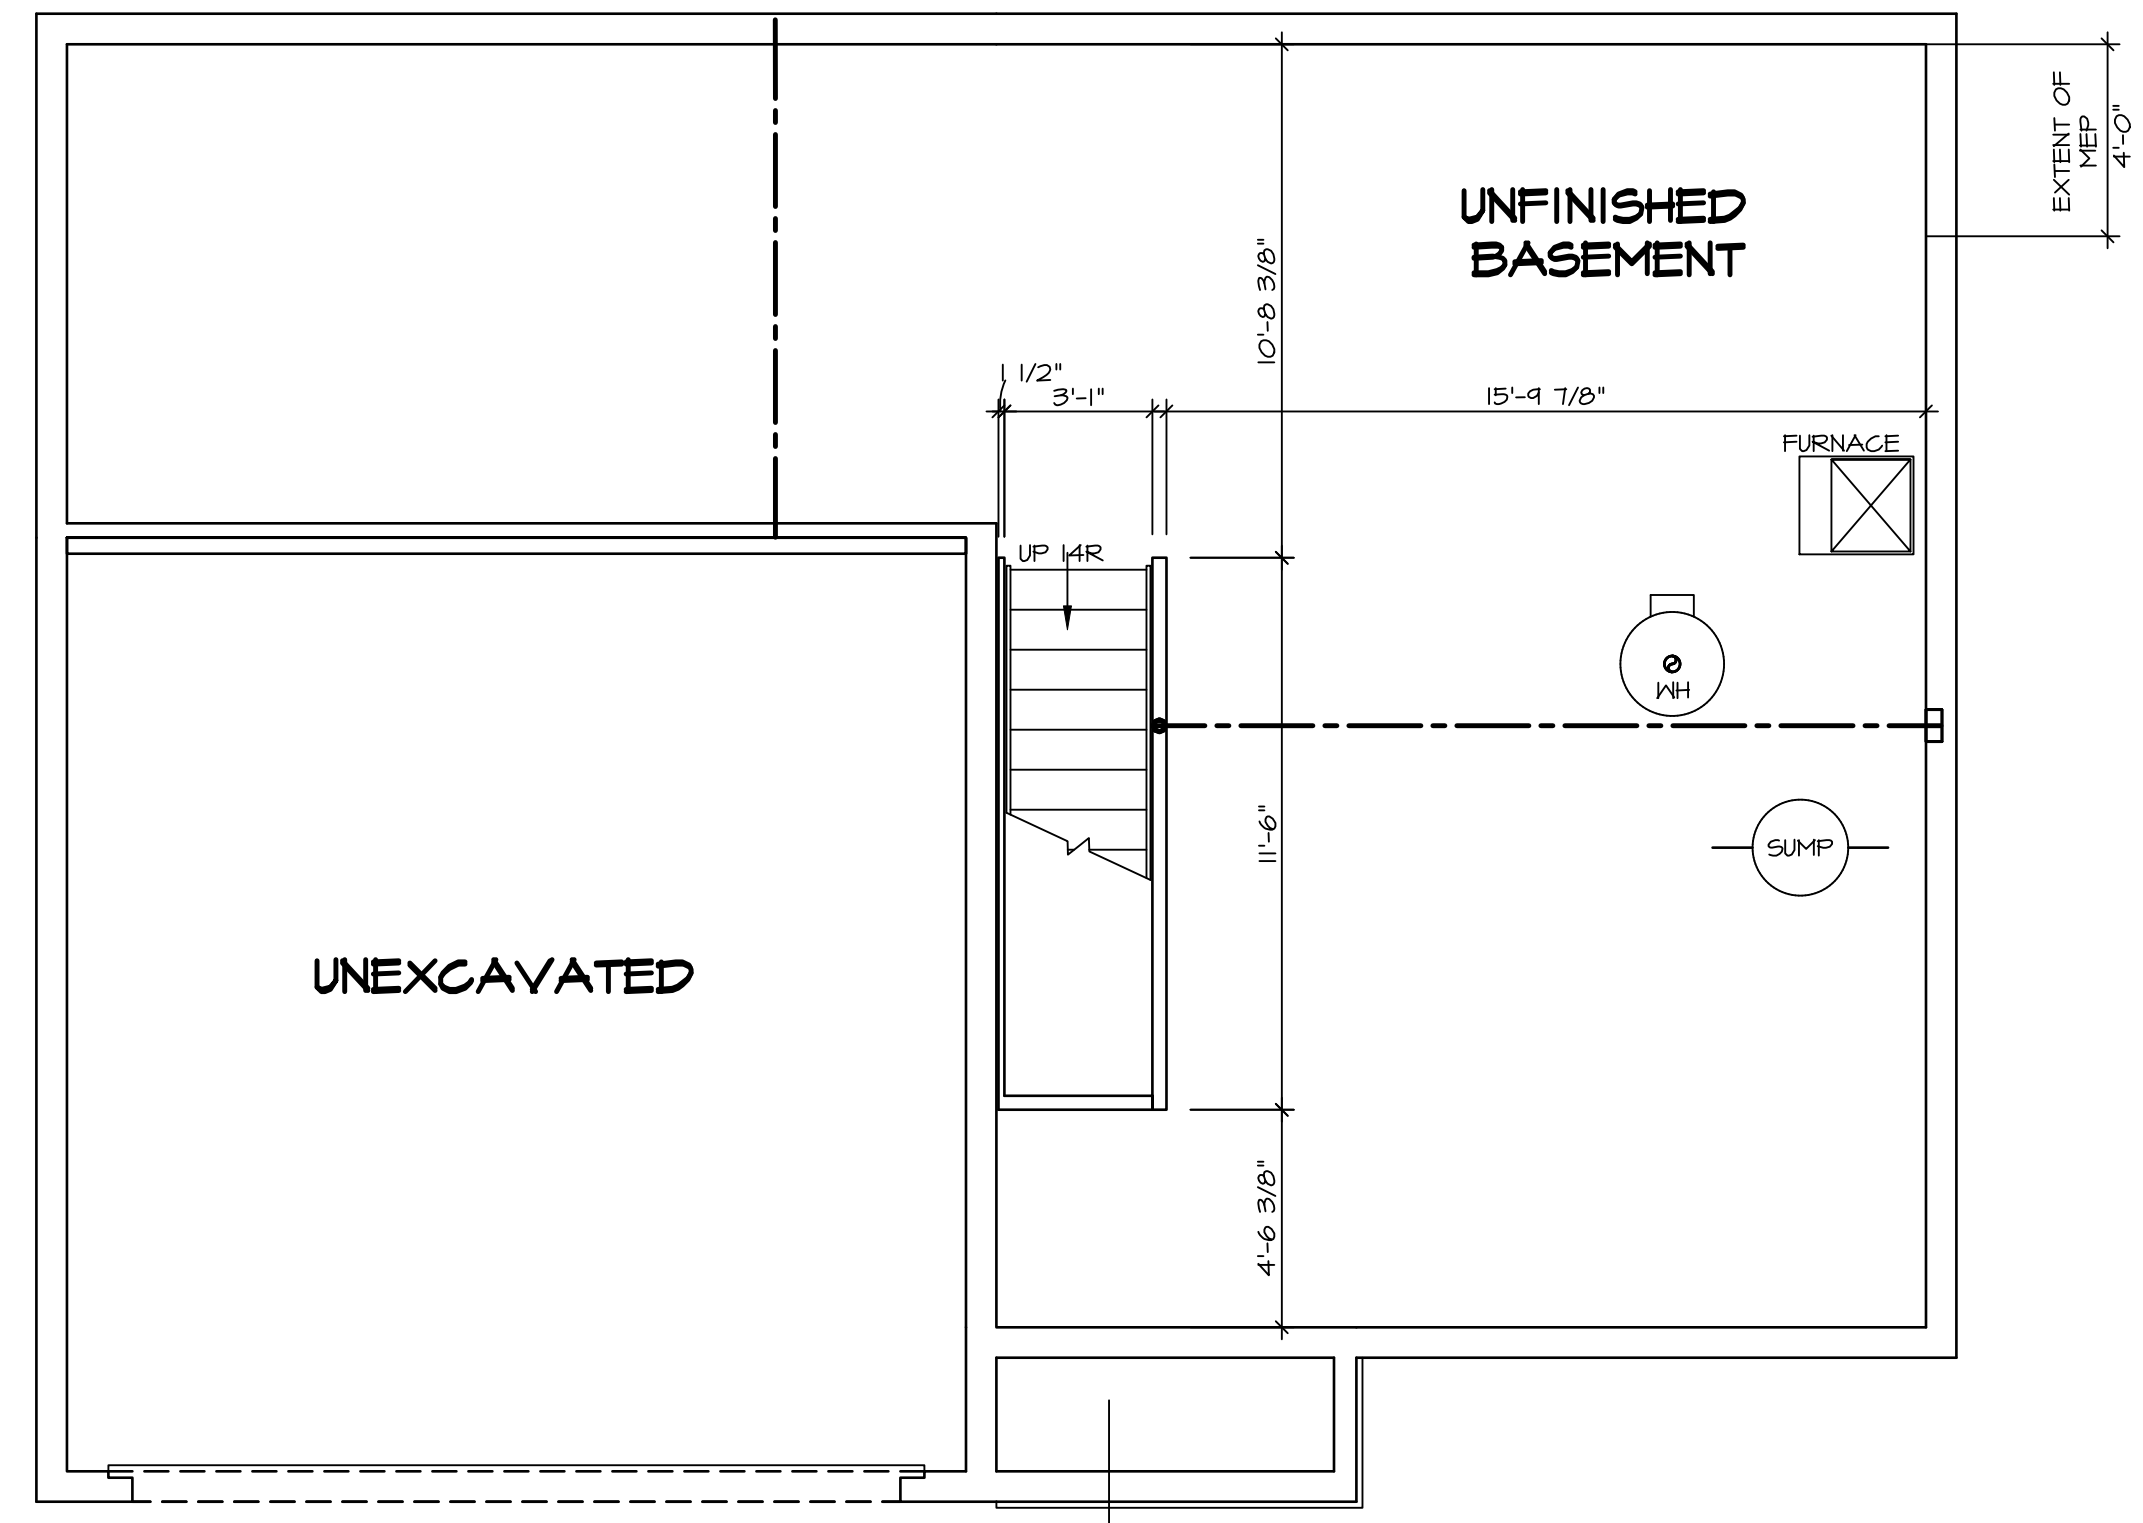 EXTENT OF
MEP
4'-0"
UNFINISHED
BASEMENT
10'-8 3/8"
1 1/2"
3'-1"
15'-9 7/8"
FURNACE
UP 14R
WH
11'-6"
SUMP
UNEXCAVATED
4'-6 3/8"